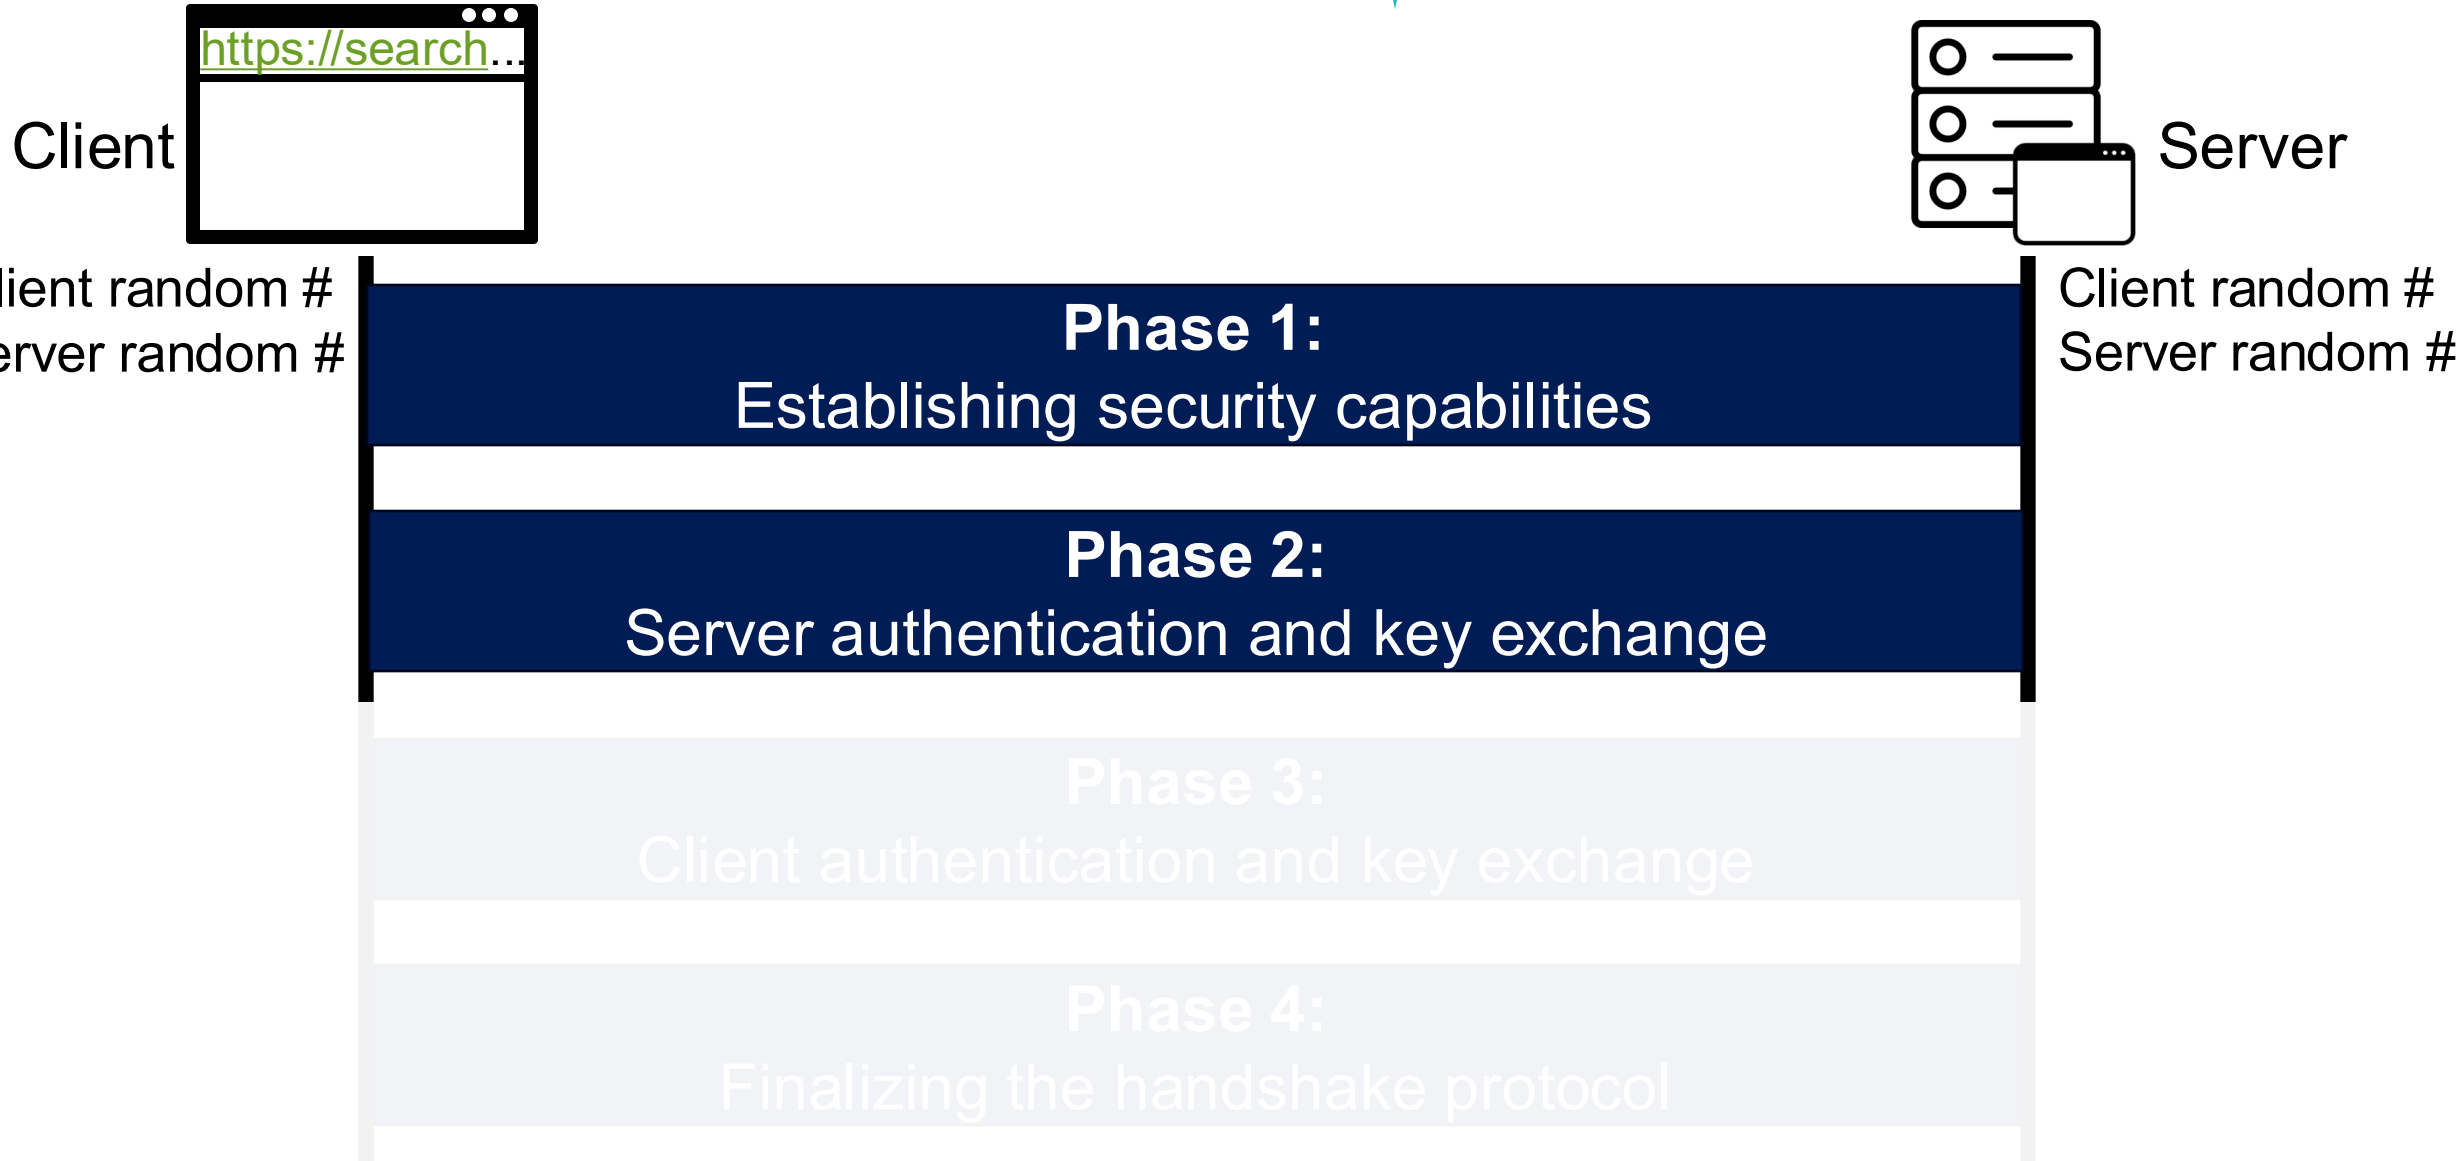 https://search...
Client
Server
lient random #
erver random #
Client random #
Server random #
Phase 1:
Establishing security capabilities
Phase 2:
Server authentication and key exchange
Phase 3:
Client authentication and key exchange
Phase 4:
Finalizing the handshake protocol